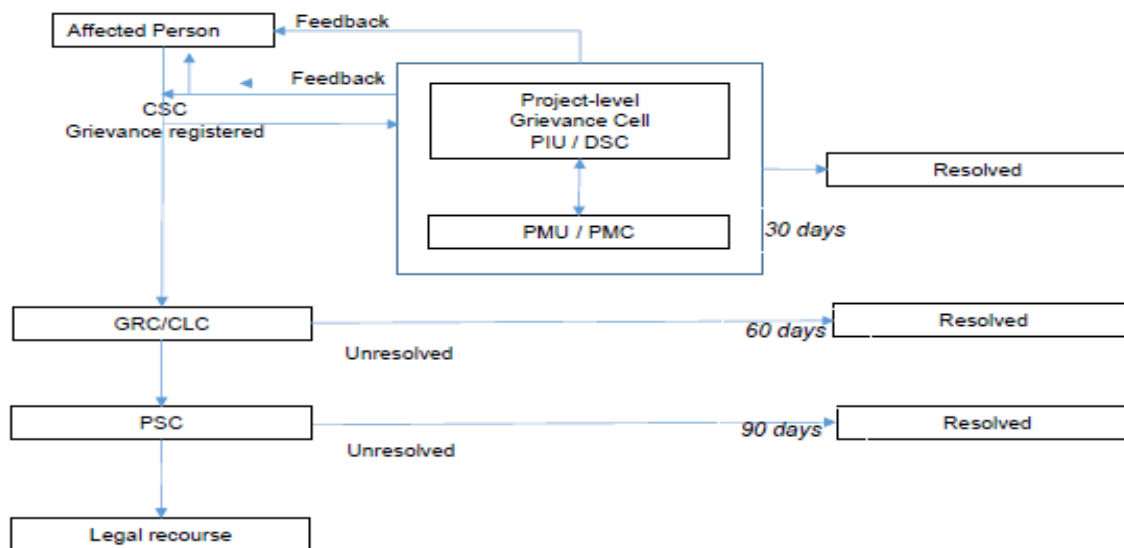 Feedback
Affected Person
Feedback
CSC
Grievance registered
Project-level
Grievance Cell
PIU / DSC
Resolved
PMU / PMC
30 days
GRC/CLC
Unresolved
60 days
Resolved
PSC
Unresolved
90 days
Resolved
Legal recourse